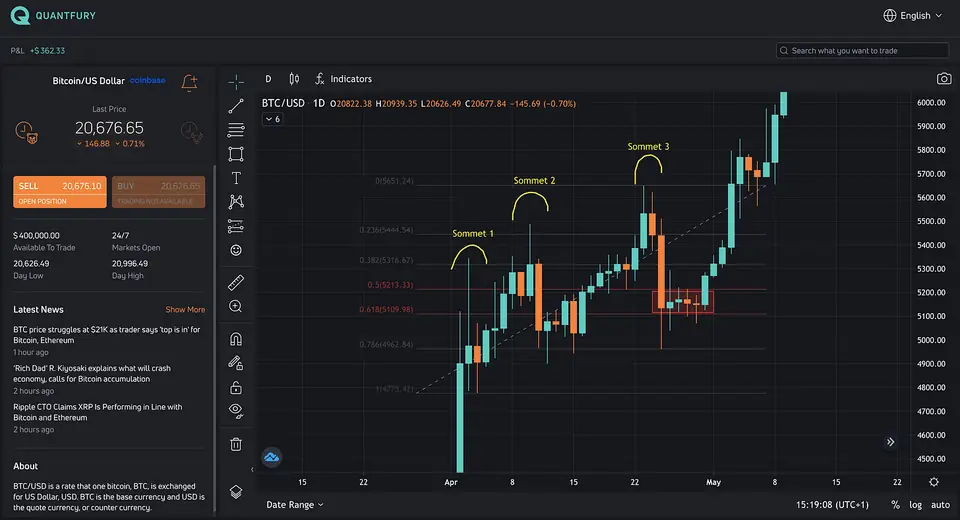 QUANTFURY
English
P&L +$ 362.33
Search what you want to trade
Bitcoin/US Dollar coinbase
Last Price
20,676.65
146.88 0.71%
SELL 20,676.10
OPEN POSITION
BUY 20,676.65
TRADING NOT AVAILABLE
$ 400,000.00
Available To Trade
24/7
Markets Open
20,626.49
Day Low
20,996.49
Day High
Latest News Show More
BTC price struggles at $21K as trader says 'top is in' for
Bitcoin, Ethereum
1 hour ago
'Rich Dad' R. Kiyosaki explains what will crash
economy, calls for Bitcoin accumulation
2 hours ago
Ripple CTO Claims XRP Is Performing in Line with
Bitcoin and Ethereum
2 hours ago
About
BTC/USD is a rate that one bitcoin, BTC, is exchanged
for US Dollar, USD. BTC is the base currency and USD is
the quote currency, or counter currency.
D Indicators
BTC/USD · 1D O20822.38 H20939.35 L20626.49 C20677.84 −145.69 (−0.70%)
6
Sommet 1
Sommet 2
Sommet 3
0(5651.24)
0.236(5444.54)
0.382(5316.67)
0.5(5213.33)
0.618(5109.98)
0.786(4962.84)
1(4775.42)
6000.00
5900.00
5800.00
5700.00
5600.00
5500.00
5400.00
5300.00
5200.00
5100.00
5000.00
4900.00
4800.00
4700.00
4600.00
4500.00
15 22 Apr 8 15 22 May 8 15 22
Date Range
15:19:08 (UTC+1) % log auto